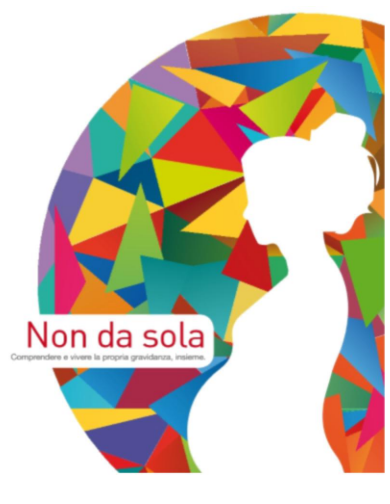 Non da sola
Comprendere e vivere la propria gravidanza, insieme.